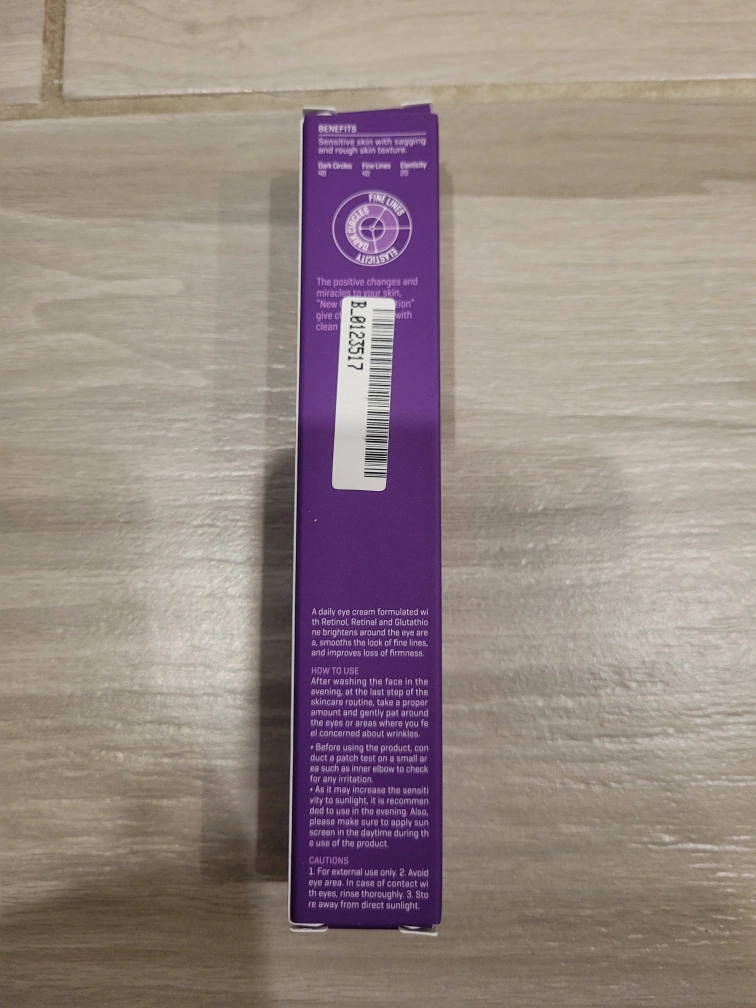 BENEFITS
Sensitive skin with sagging
and rough skin texture.
Dark Circles Fine Lines Elasticity
40 40 20
FINE LINES
DARK CIRCLES
ELASTICITY
The positive changes and
miracles to your skin,
"New tion"
give with
clean
B_0123517
A daily eye cream formulated wi
th Retinol, Retinal and Glutathio
ne brightens around the eye are
a, smooths the look of fine lines,
and improves loss of firmness.
HOW TO USE
After washing the face in the
evening, at the last step of the
skincare routine, take a proper
amount and gently pat around
the eyes or areas where you fe
el concerned about wrinkles.
• Before using the product, con
duct a patch test on a small ar
ea such as inner elbow to check
for any irritation.
• As it may increase the sensiti
vity to sunlight, it is recommen
ded to use in the evening. Also,
please make sure to apply sun
screen in the daytime during th
e use of the product.
CAUTIONS
1. For external use only. 2. Avoid
eye area. In case of contact wi
th eyes, rinse thoroughly. 3. Sto
re away from direct sunlight.